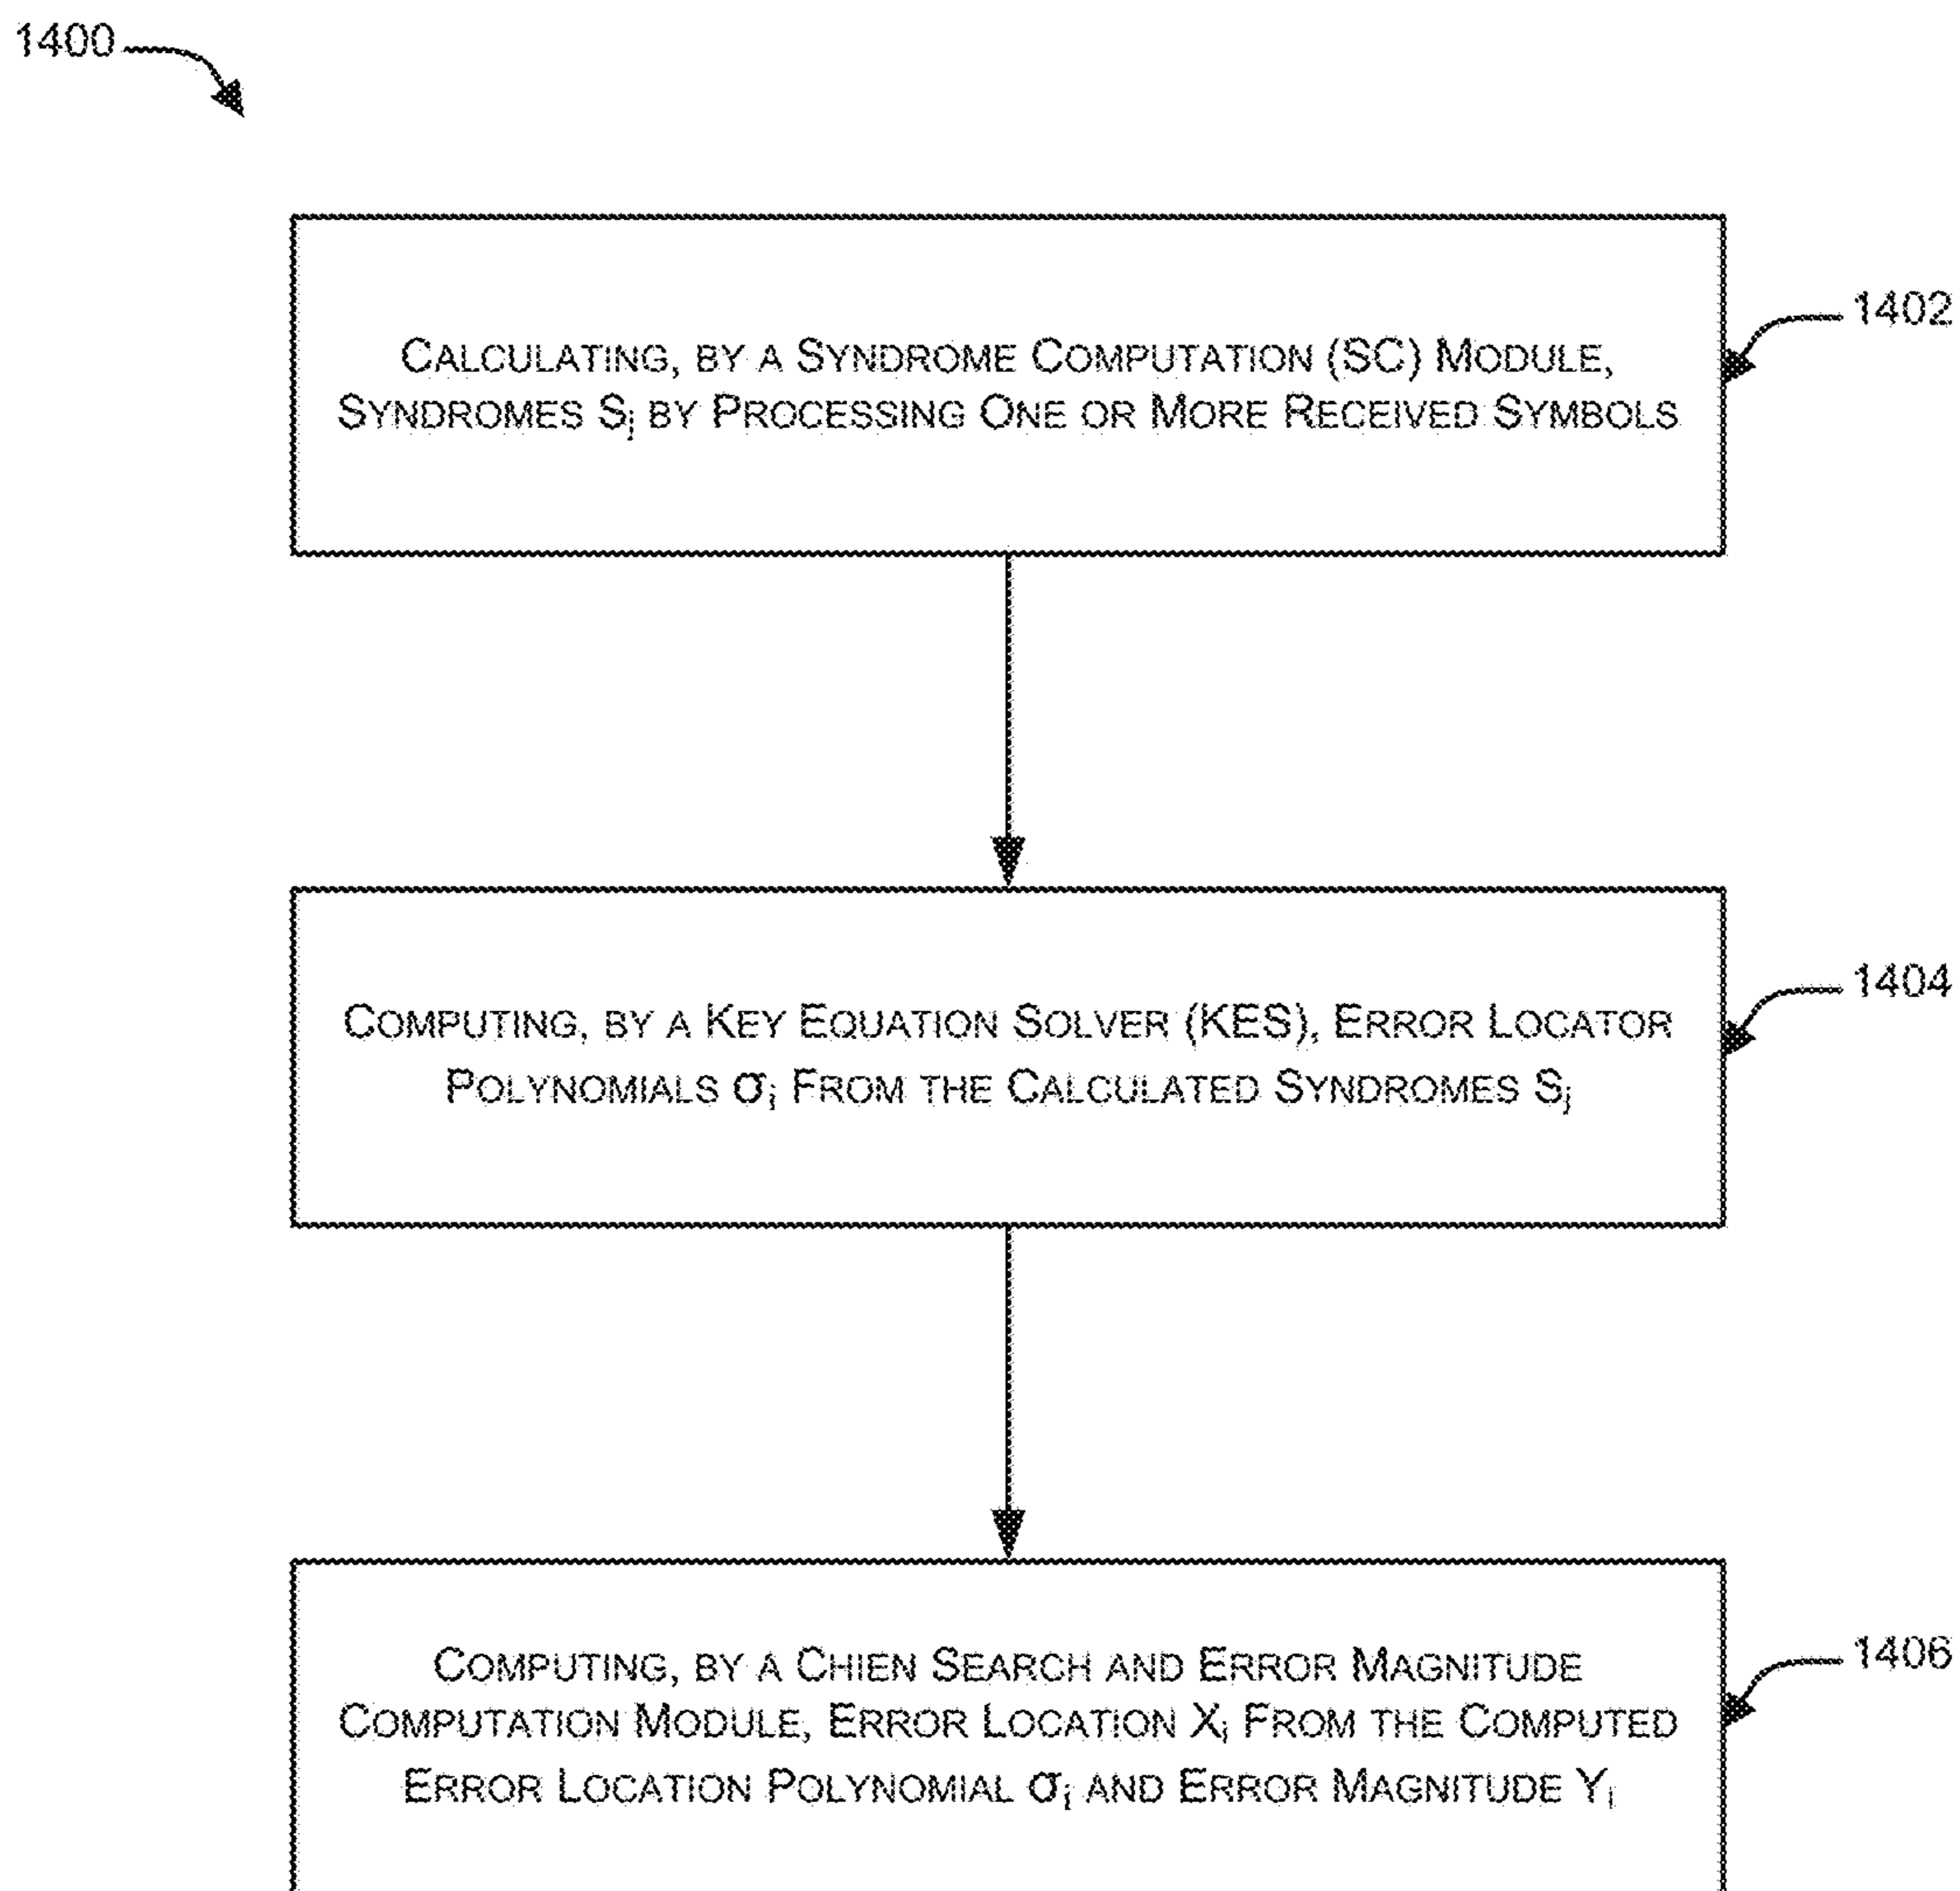 1400
CALCULATING, BY A SYNDROME COMPUTATION (SC) MODULE,
1402
SYNDROMES Sj BY PROCESSING ONE OR MORE RECEIVED SYMBOLS
1404
COMPUTING, BY A KEY EQUATION SOLVER (KES), ERROR LOCATOR
POLYNOMIALS σi FROM THE CALCULATED SYNDROMES Sj
1406
COMPUTING, BY A CHIEN SEARCH AND ERROR MAGNITUDE
COMPUTATION MODULE, ERROR LOCATION Xi FROM THE COMPUTED
ERROR LOCATION POLYNOMIAL σi AND ERROR MAGNITUDE Yi